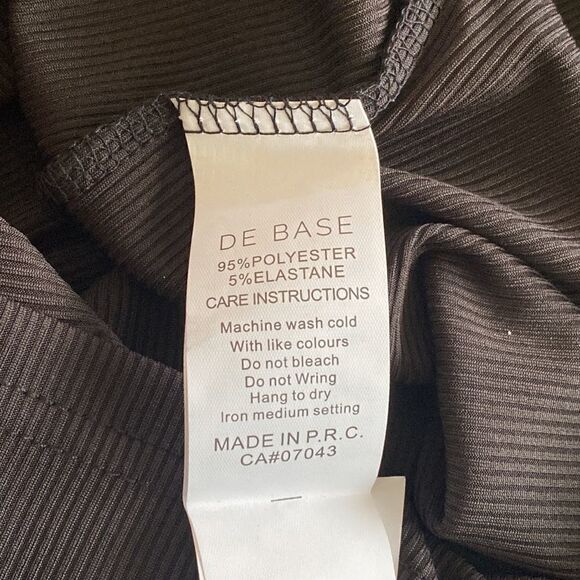 DE BASE
95%POLYESTER
5%ELASTANE
CARE INSTRUCTIONS
Machine wash cold
With like colours
Do not bleach
Do not Wring
Hang to dry
Iron medium setting
MADE IN P.R.C.
CA#07043